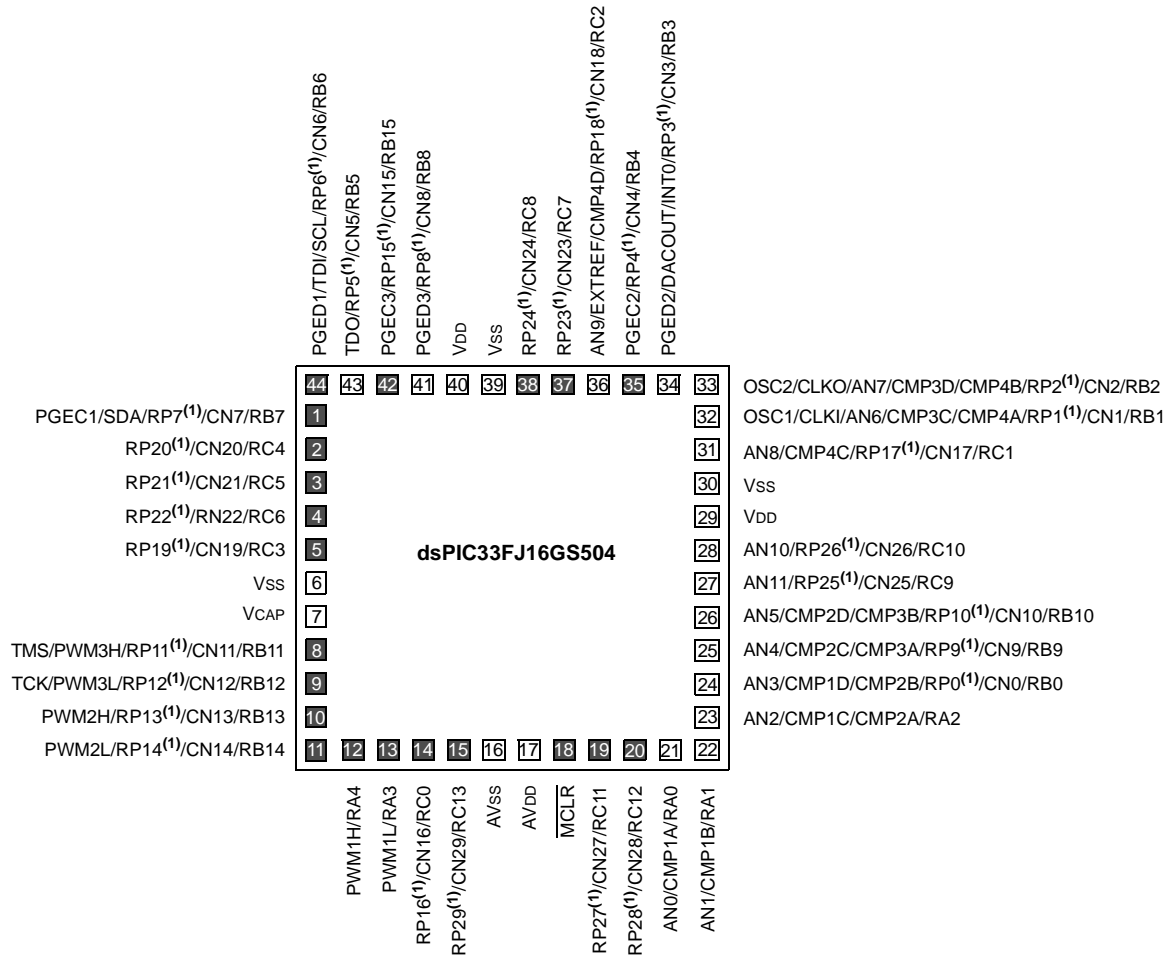 PGED1/TDI/SCL/RP6(1)/CN6/RB6
TDO/RP5(1)/CN5/RB5
PGEC3/RP15(1)/CN15/RB15
PGED3/RP8(1)/CN8/RB8
VDD
VSS
RP24(1)/CN24/RC8
RP23(1)/CN23/RC7
AN9/EXTREF/CMP4D/RP18(1)/CN18/RC2
PGEC2/RP4(1)/CN4/RB4
PGED2/DACOUT/INT0/RP3(1)/CN3/RB3
44 43 42 41 40 39 38 37 36 35 34 33 OSC2/CLKO/AN7/CMP3D/CMP4B/RP2(1)/CN2/RB2
PGEC1/SDA/RP7(1)/CN7/RB7 1 32 OSC1/CLKI/AN6/CMP3C/CMP4A/RP1(1)/CN1/RB1
RP20(1)/CN20/RC4 2 31 AN8/CMP4C/RP17(1)/CN17/RC1
RP21(1)/CN21/RC5 3 30 VSS
RP22(1)/RN22/RC6 4 29 VDD
RP19(1)/CN19/RC3 5 dsPIC33FJ16GS504 28 AN10/RP26(1)/CN26/RC10
VSS 6 27 AN11/RP25(1)/CN25/RC9
VCAP 7 26 AN5/CMP2D/CMP3B/RP10(1)/CN10/RB10
TMS/PWM3H/RP11(1)/CN11/RB11 8 25 AN4/CMP2C/CMP3A/RP9(1)/CN9/RB9
TCK/PWM3L/RP12(1)/CN12/RB12 9 24 AN3/CMP1D/CMP2B/RP0(1)/CN0/RB0
PWM2H/RP13(1)/CN13/RB13 10 23 AN2/CMP1C/CMP2A/RA2
PWM2L/RP14(1)/CN14/RB14 11 12 13 14 15 16 17 18 19 20 21 22
PWM1H/RA4
PWM1L/RA3
RP16(1)/CN16/RC0
RP29(1)/CN29/RC13
AVSS
AVDD
MCLR
RP27(1)/CN27/RC11
RP28(1)/CN28/RC12
AN0/CMP1A/RA0
AN1/CMP1B/RA1